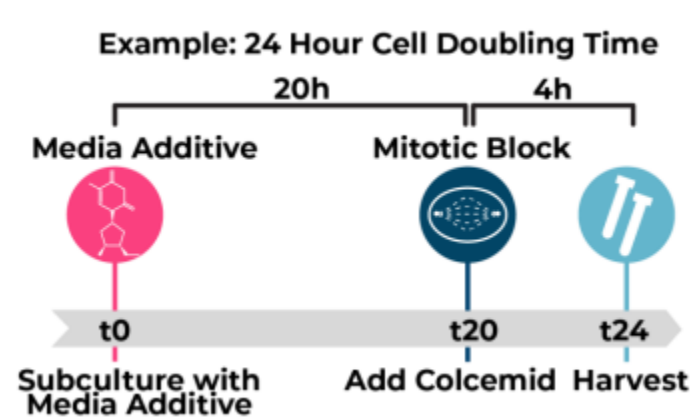 Example: 24 Hour Cell Doubling Time
20h
4h
Media Additive
Mitotic Block
t0
t20
t24
Subculture with
Media Additive
Add Colcemid
Harvest